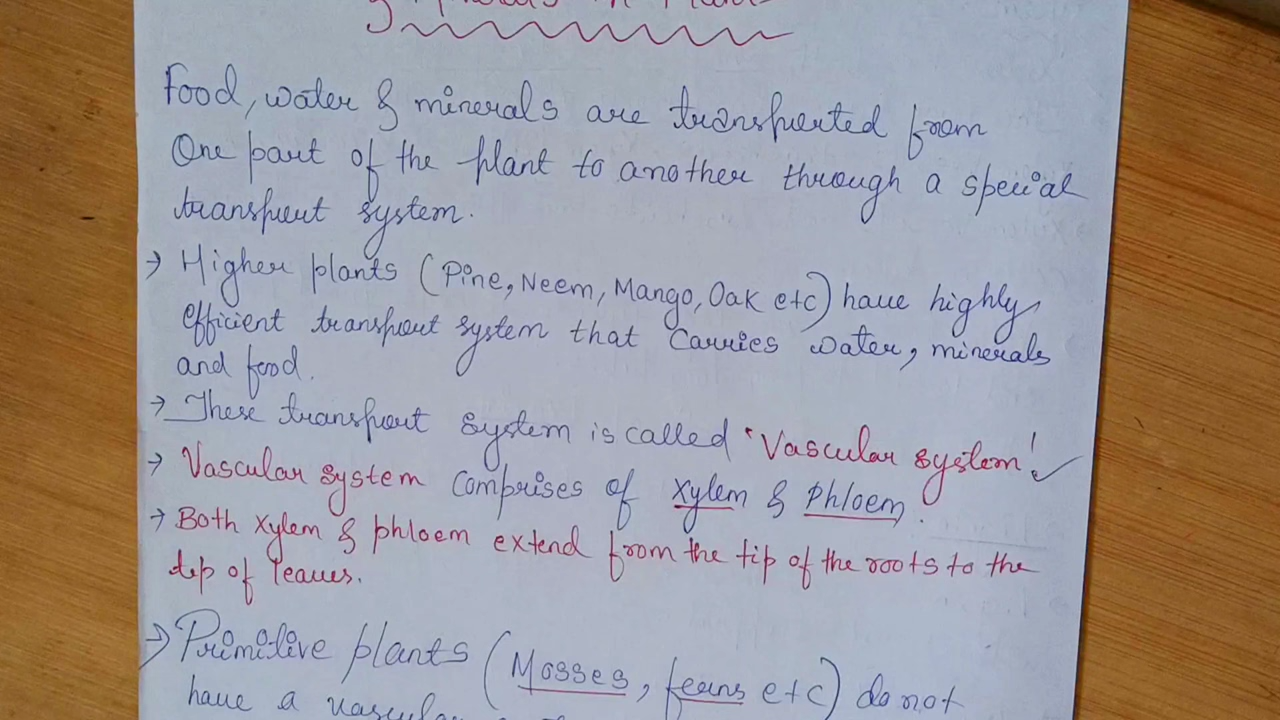 Food, water & minerals are transported from
One part of the plant to another through a special
transport system.
→ Higher plants (Pine, Neem, Mango, Oak etc) have highly
efficient transport system that carries water, minerals
and food.
→ These transport system is called 'Vascular system'.
→ Vascular system comprises of xylem & Phloem.
→ Both xylem & phloem extend from the tip of the roots to the
tip of leaves.
→ Primitive plants (Mosses, ferns etc) do not
have a vascular